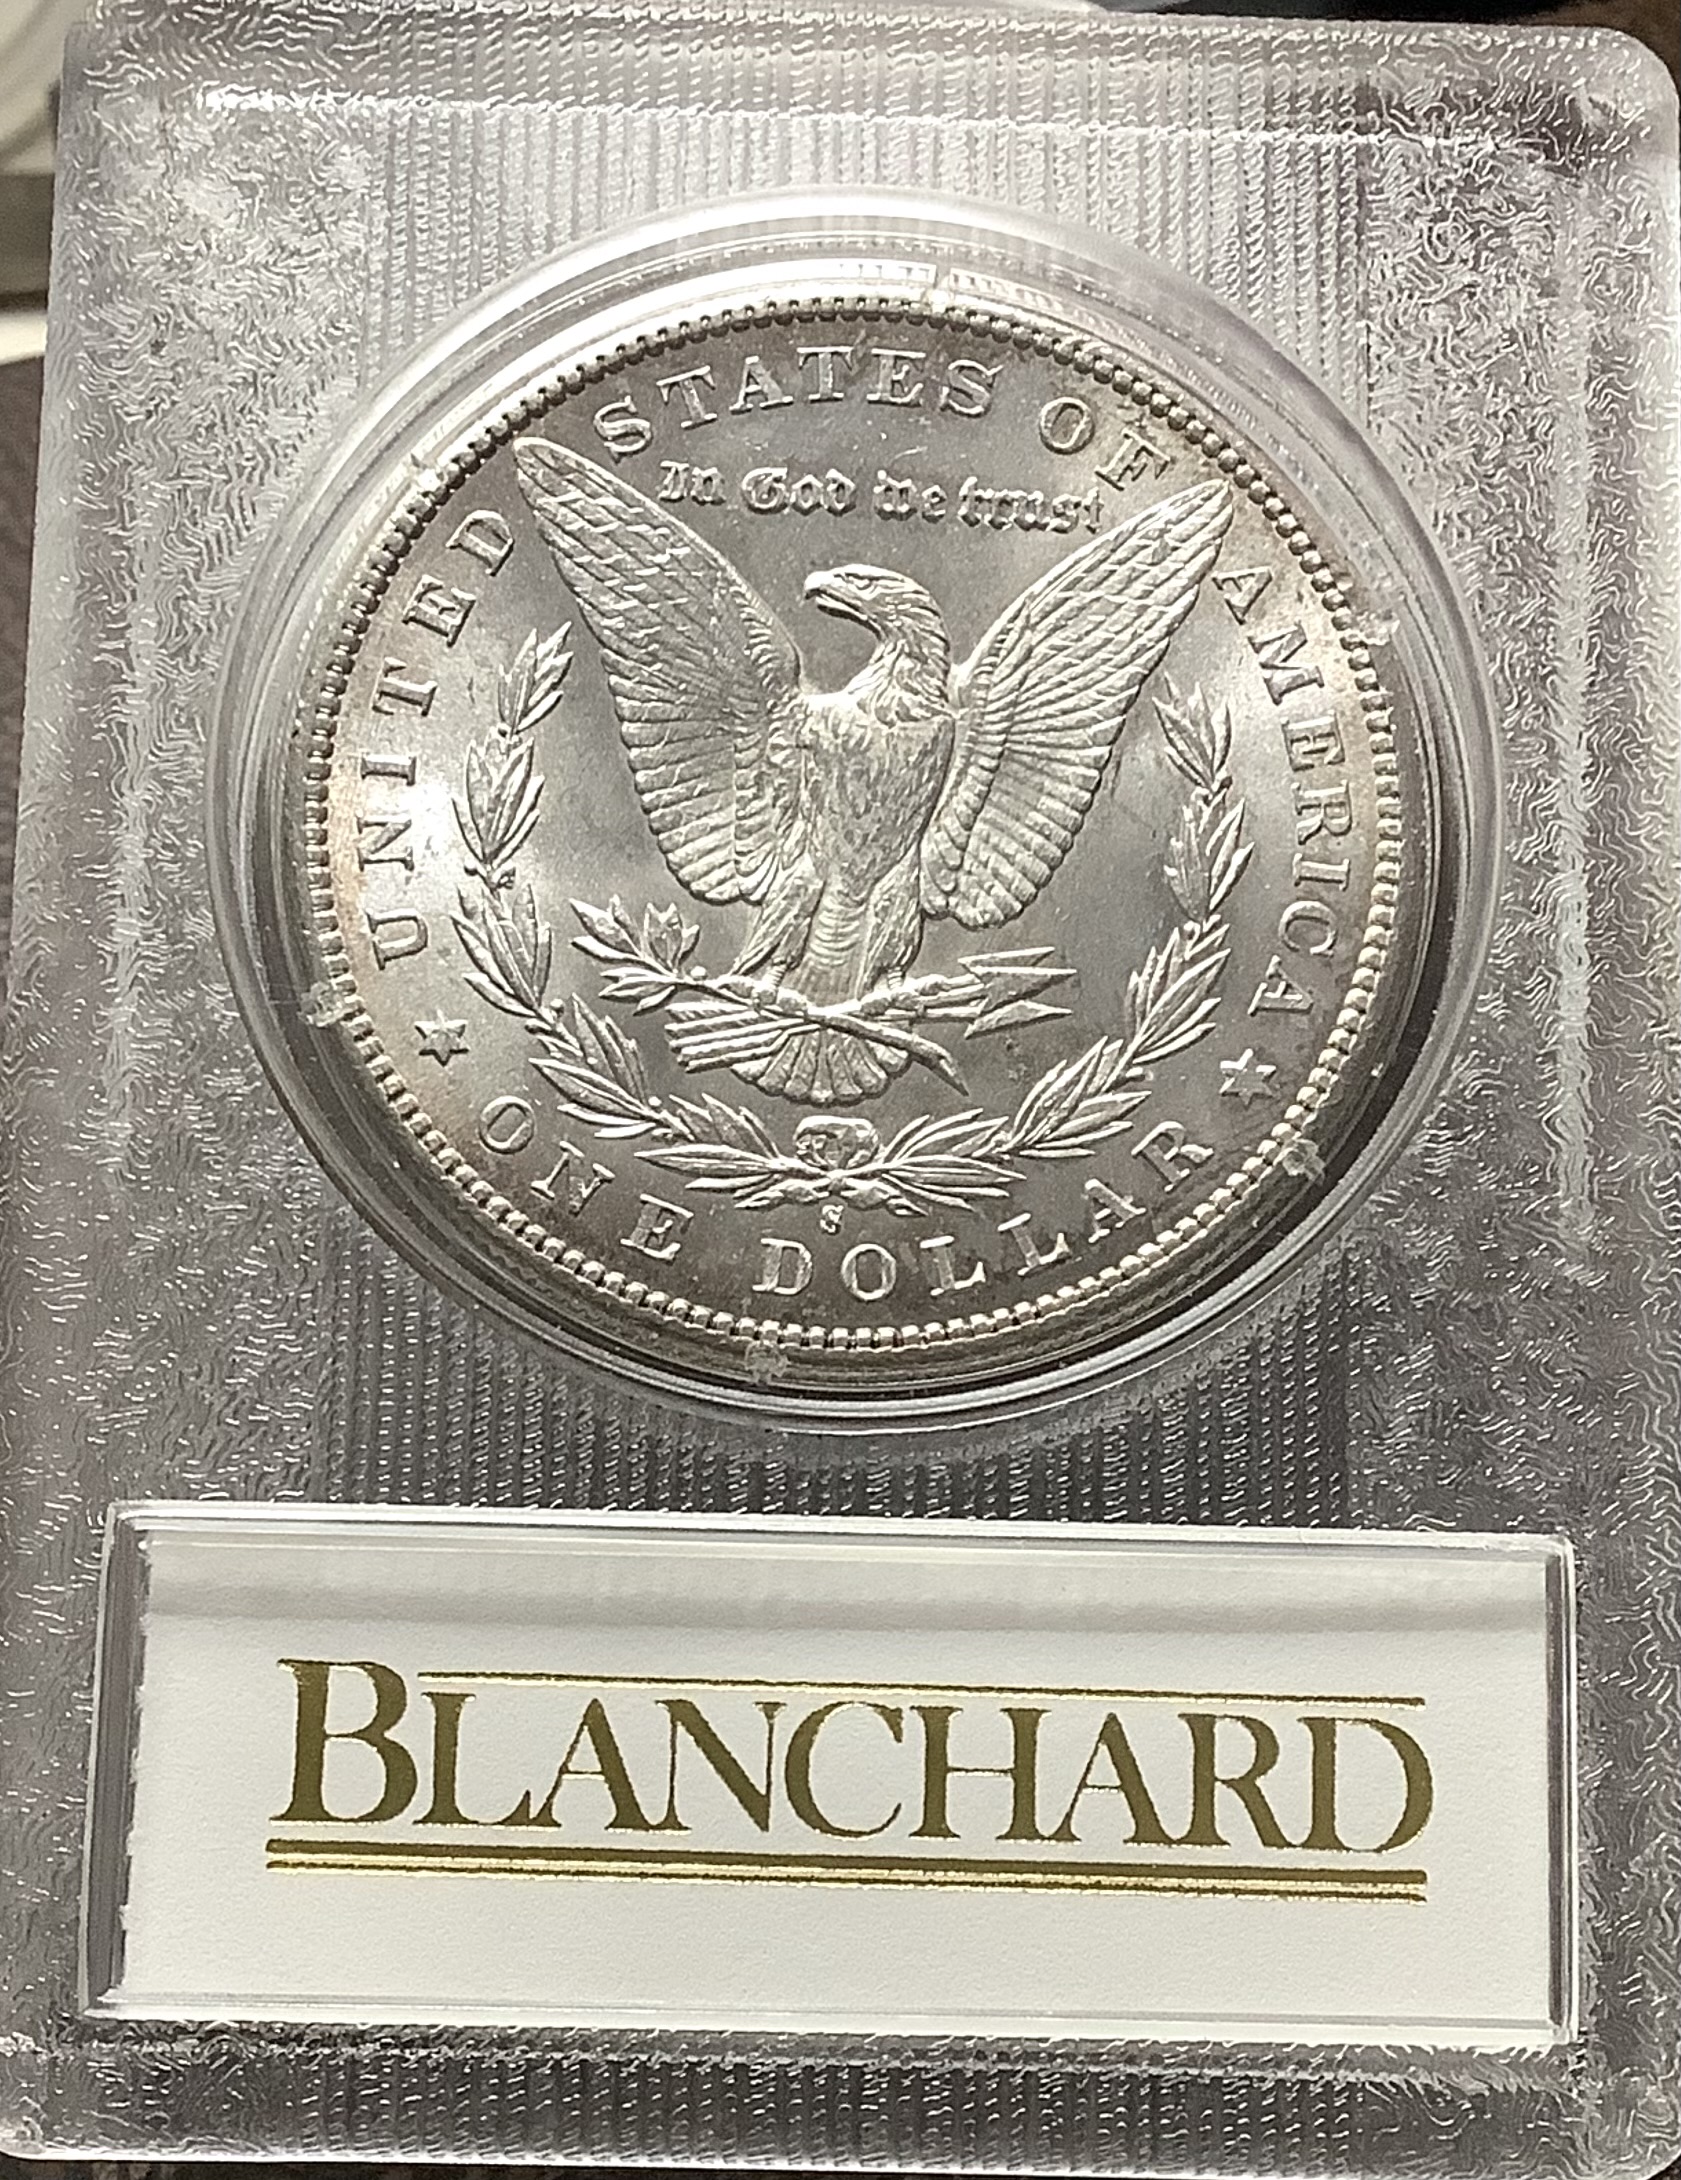 UNITED STATES OF AMERICA
In God we trust
S
ONE DOLLAR
BLANCHARD